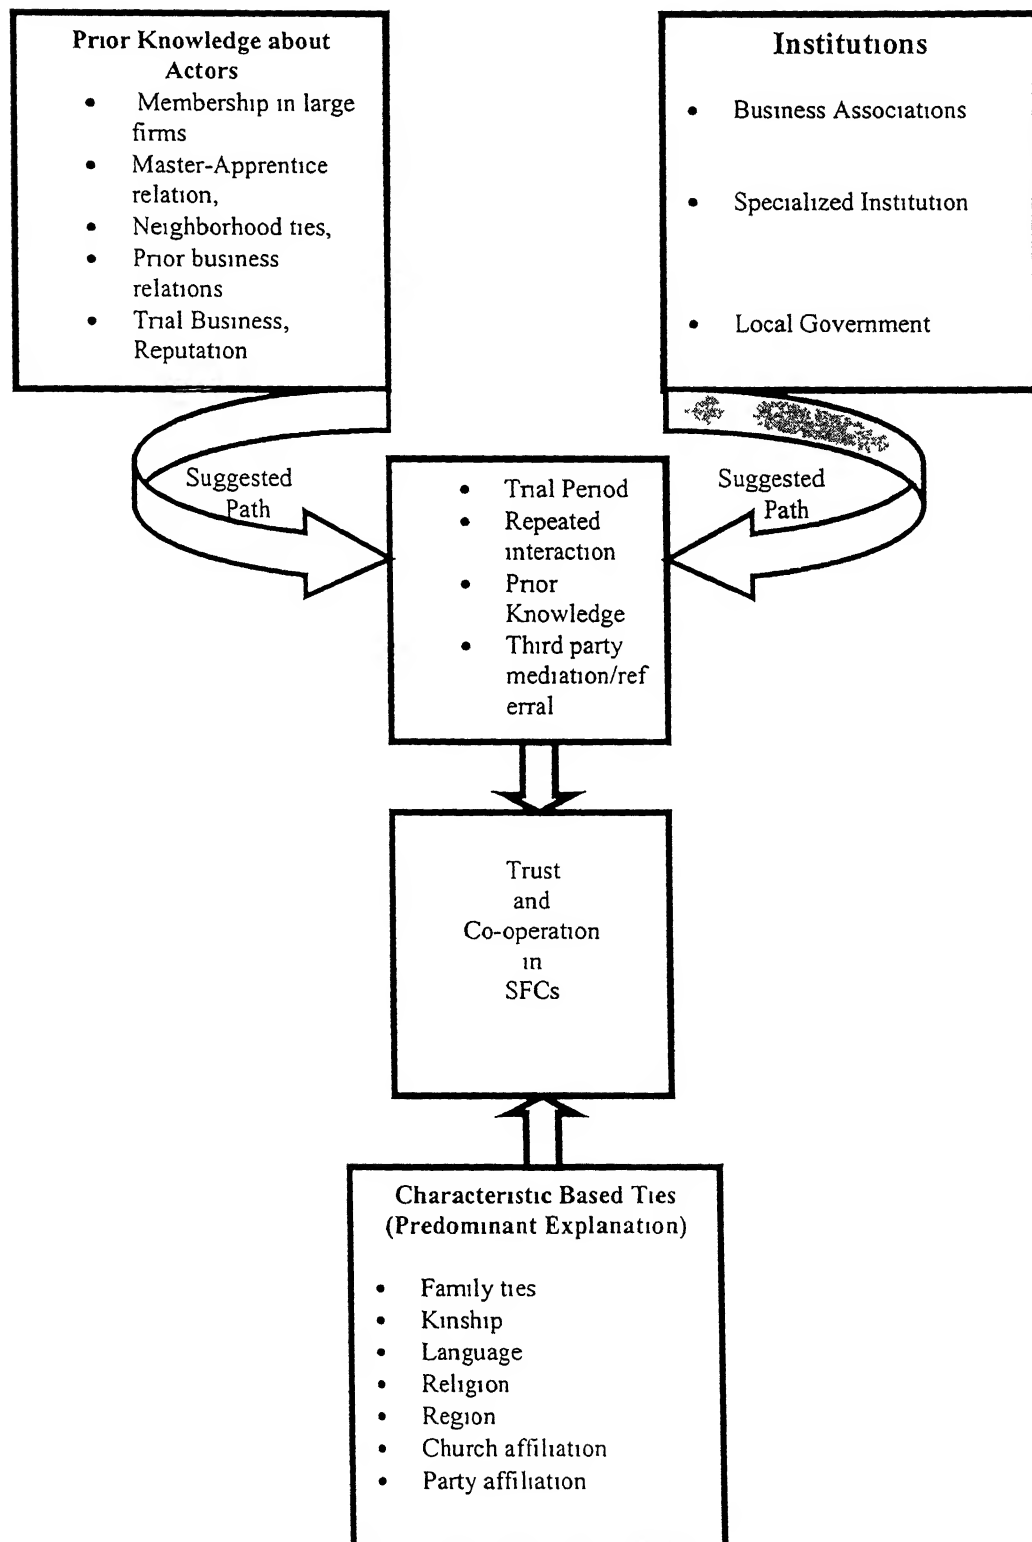 Prior Knowledge about
Actors
• Membership in large
firms
• Master-Apprentice
relation,
• Neighborhood ties,
• Prior business
relations
• Trial Business,
Reputation
Institutions
• Business Associations
• Specialized Institution
• Local Government
Suggested
Path
• Trial Period
• Repeated
interaction
• Prior
Knowledge
• Third party
mediation/ref
erral
Suggested
Path
Trust
and
Co-operation
in
SFCs
Characteristic Based Ties
(Predominant Explanation)
• Family ties
• Kinship
• Language
• Religion
• Region
• Church affiliation
• Party affiliation